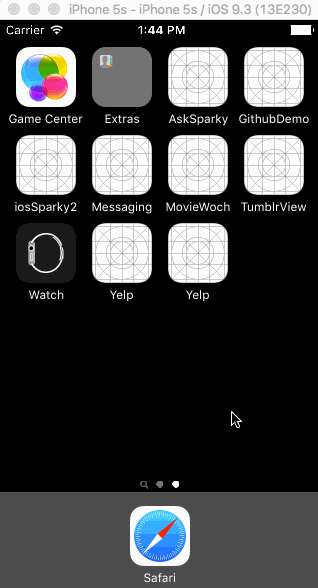 iPhone 5s - iPhone 5s / iOS 9.3 (13E230)
Carrier 1:44 PM
Game Center Extras AskSparky GithubDemo
iosSparky2 Messaging MovieWoch TumblrView
Watch Yelp Yelp
Safari